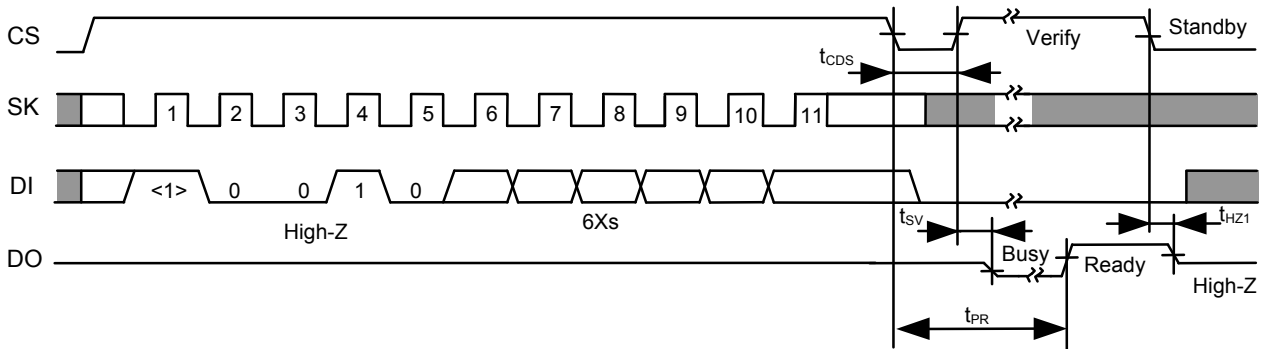 CS
Verify
Standby
tCDS
SK
1 2 3 4 5 6 7 8 9 10 11
DI
<1> 0 0 1 0
6Xs
High-Z
tSV
tHZ1
DO
Busy
Ready
High-Z
tPR